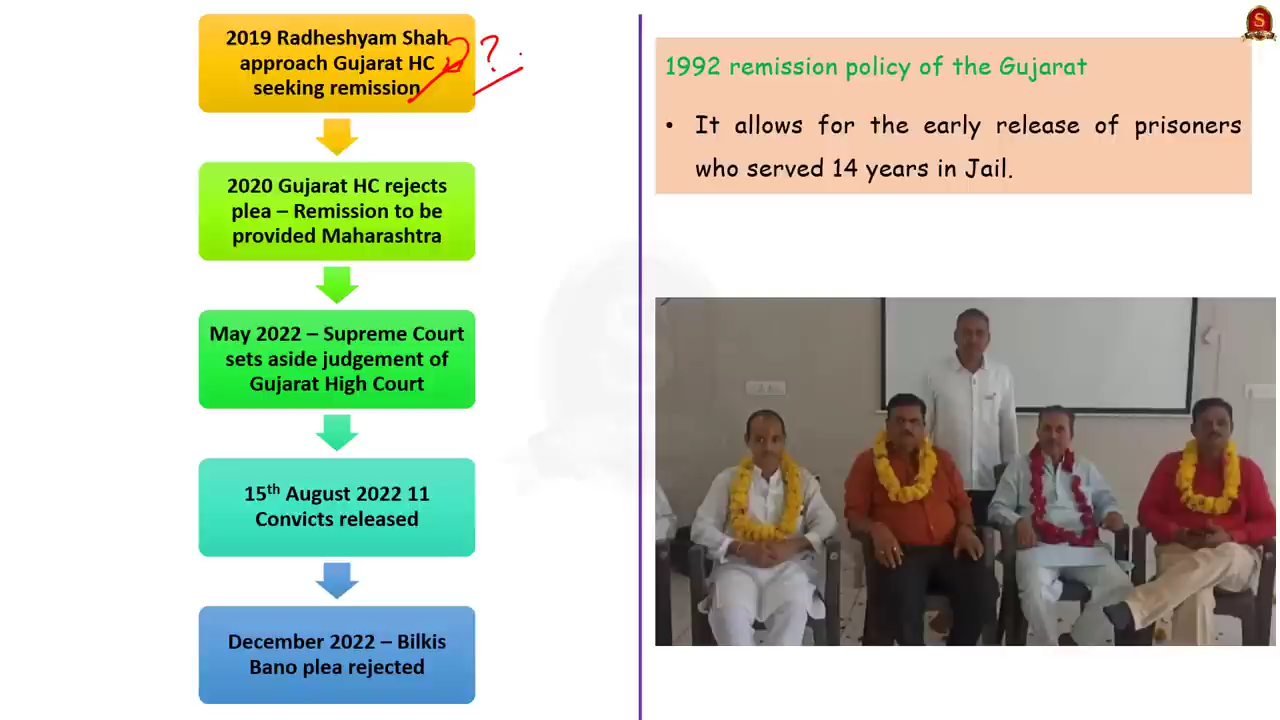 2019 Radheshyam Shah
approach Gujarat HC
seeking remission
?
2020 Gujarat HC rejects
plea – Remission to be
provided Maharashtra
May 2022 – Supreme Court
sets aside judgement of
Gujarat High Court
15th August 2022 11
Convicts released
December 2022 – Bilkis
Bano plea rejected
1992 remission policy of the Gujarat
• It allows for the early release of prisoners
who served 14 years in Jail.
S